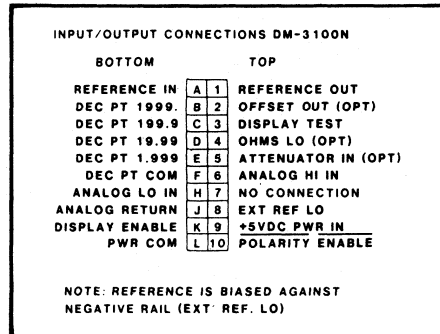 INPUT/OUTPUT CONNECTIONS DM-3100N
BOTTOM TOP
REFERENCE IN A 1 REFERENCE OUT
DEC PT 1999. B 2 OFFSET OUT (OPT)
DEC PT 199.9 C 3 DISPLAY TEST
DEC PT 19.99 D 4 OHMS LO (OPT)
DEC PT 1.999 E 5 ATTENUATOR IN (OPT)
DEC PT COM F 6 ANALOG HI IN
ANALOG LO IN H 7 NO CONNECTION
ANALOG RETURN J 8 EXT REF LO
DISPLAY ENABLE K 9 +5VDC PWR IN
PWR COM L 10 POLARITY ENABLE
NOTE: REFERENCE IS BIASED AGAINST
NEGATIVE RAIL (EXT REF. LO)